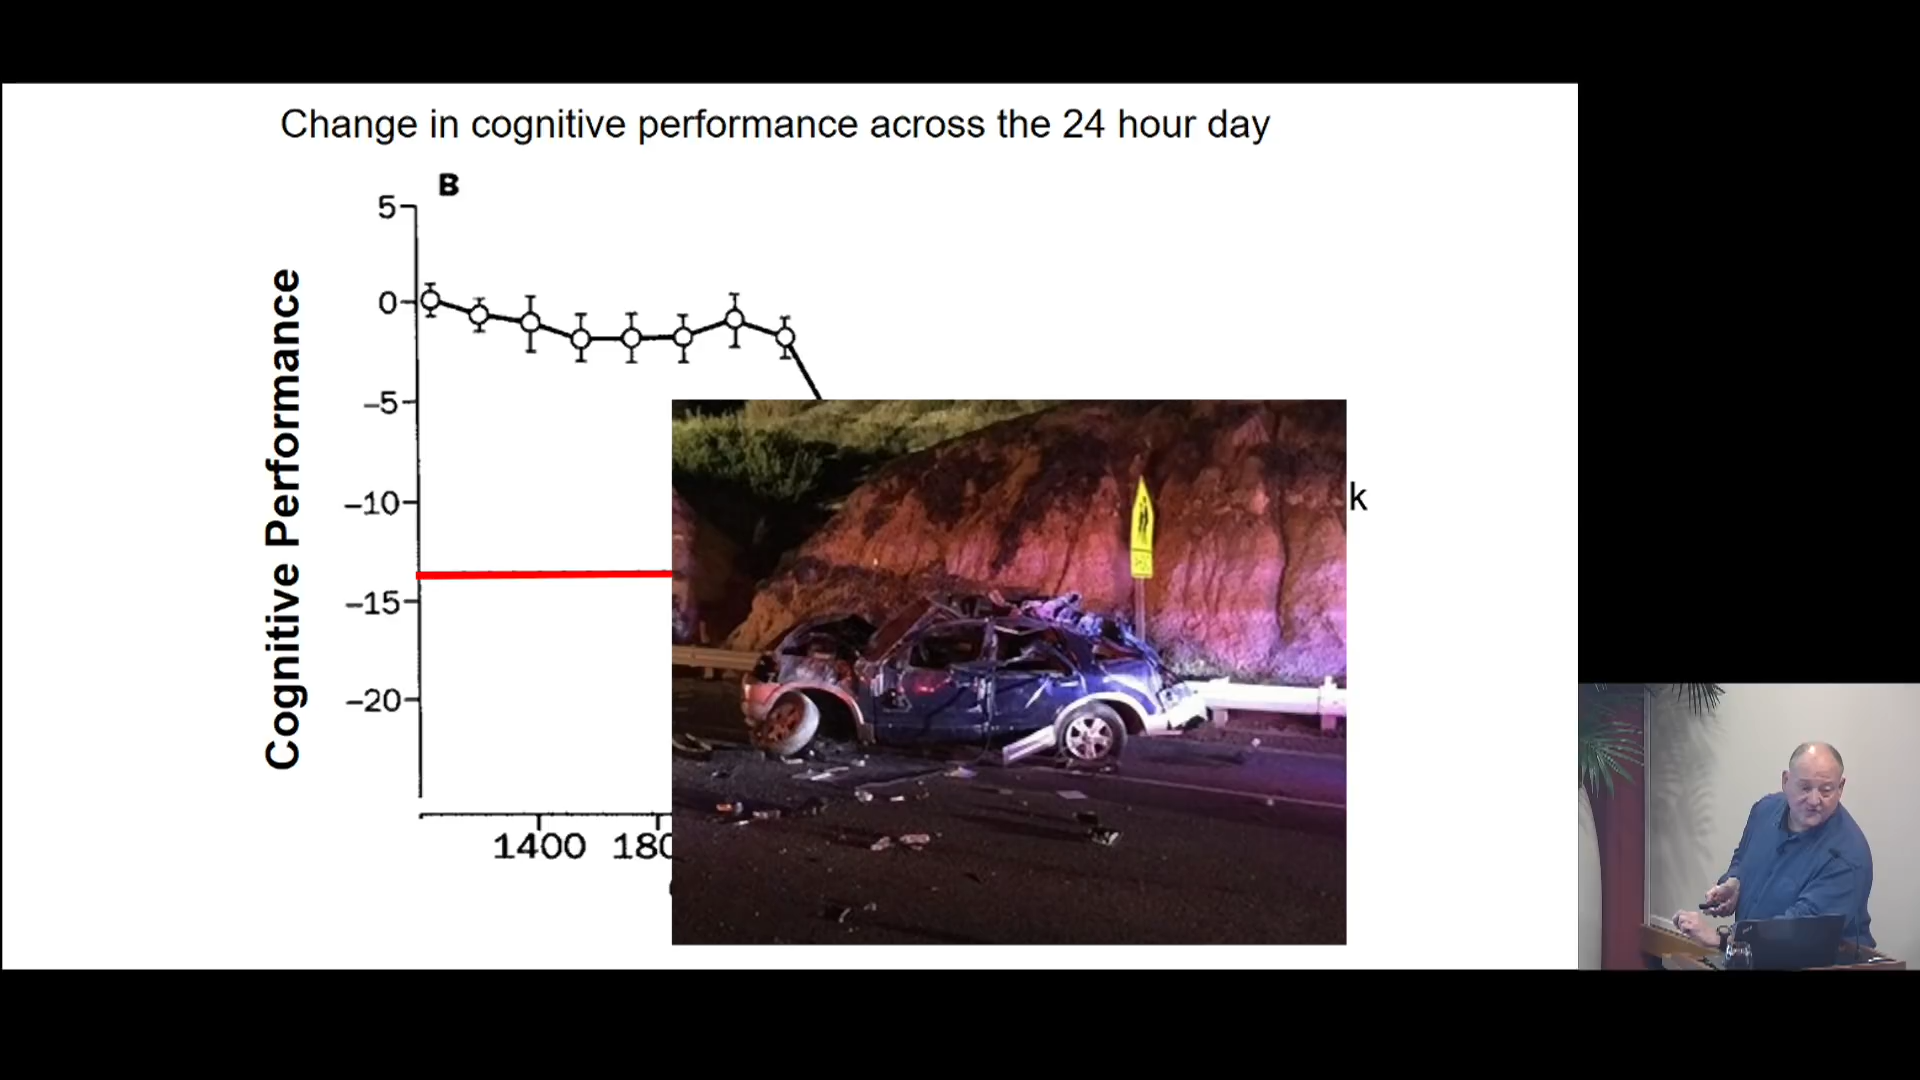 Change in cognitive performance across the 24 hour day
B
5
0
–5
–10
–15
–20
Cognitive Performance
k
1400 180